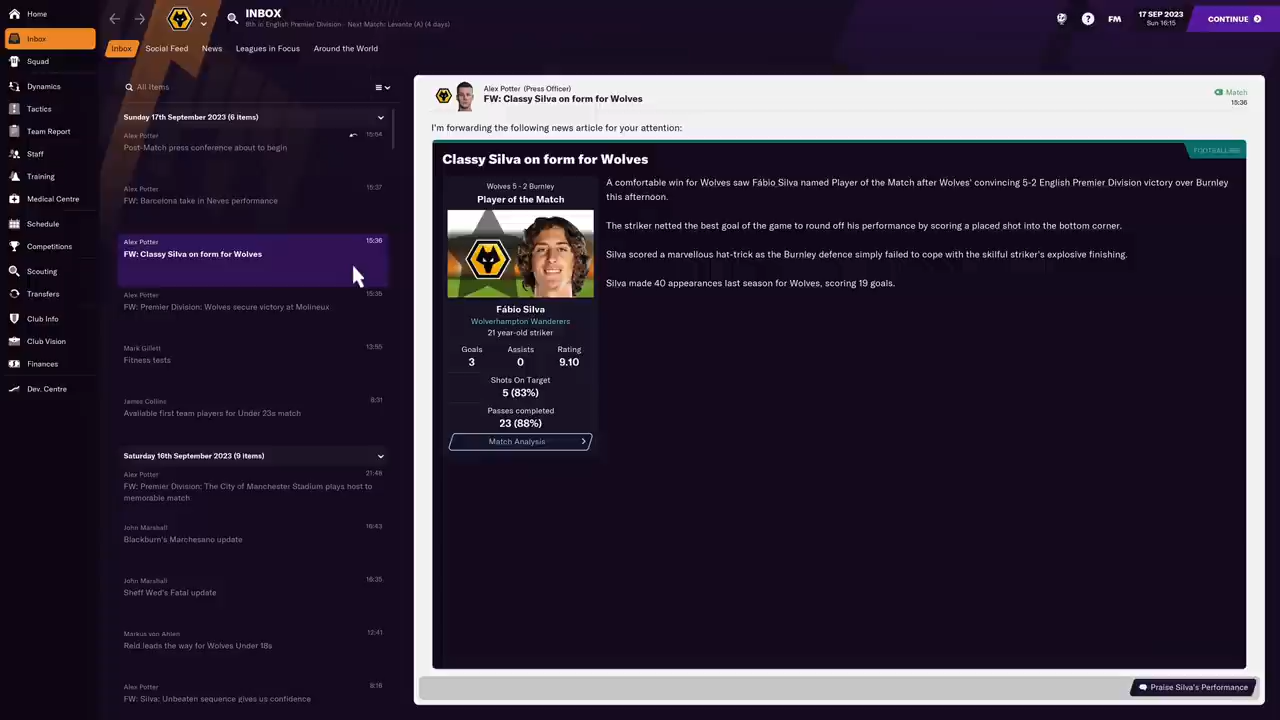 Home
Inbox
Squad
Dynamics
Tactics
Team Report
Staff
Training
Medical Centre
Schedule
Competitions
Scouting
Transfers
Club Info
Club Vision
Finances
Dev. Centre
INBOX
8th in English Premier Division - Next Match: Levante (A) (4 days)
FM
17 SEP 2023
Sun 16:15
CONTINUE
Inbox
Social Feed
News
Leagues in Focus
Around the World
All Items
Sunday 17th September 2023 (6 items)
Alex Potter
15:54
Post-Match press conference about to begin
Alex Potter
15:37
FW: Barcelona take in Neves performance
Alex Potter
15:36
FW: Classy Silva on form for Wolves
Alex Potter
15:35
FW: Premier Division: Wolves secure victory at Molineux
Mark Gillett
13:55
Fitness tests
James Collins
8:31
Available first team players for Under 23s match
Saturday 16th September 2023 (9 items)
Alex Potter
21:48
FW: Premier Division: The City of Manchester Stadium plays host to
memorable match
John Marshall
16:43
Blackburn's Marchesano update
John Marshall
16:35
Sheff Wed's Fatal update
Markus von Ahlen
12:41
Reid leads the way for Wolves Under 18s
Alex Potter
8:16
FW: Silva: Unbeaten sequence gives us confidence
Alex Potter (Press Officer)
FW: Classy Silva on form for Wolves
Match
15:36
I'm forwarding the following news article for your attention:
FOOTBALL
Classy Silva on form for Wolves
Wolves 5 - 2 Burnley
Player of the Match
Fábio Silva
Wolverhampton Wanderers
21 year-old striker
Goals
Assists
Rating
3
0
9.10
Shots On Target
5 (83%)
Passes completed
23 (88%)
Match Analysis
A comfortable win for Wolves saw Fábio Silva named Player of the Match after Wolves' convincing 5-2 English Premier Division victory over Burnley
this afternoon.
The striker netted the best goal of the game to round off his performance by scoring a placed shot into the bottom corner.
Silva scored a marvellous hat-trick as the Burnley defence simply failed to cope with the skilful striker's explosive finishing.
Silva made 40 appearances last season for Wolves, scoring 19 goals.
Praise Silva's Performance